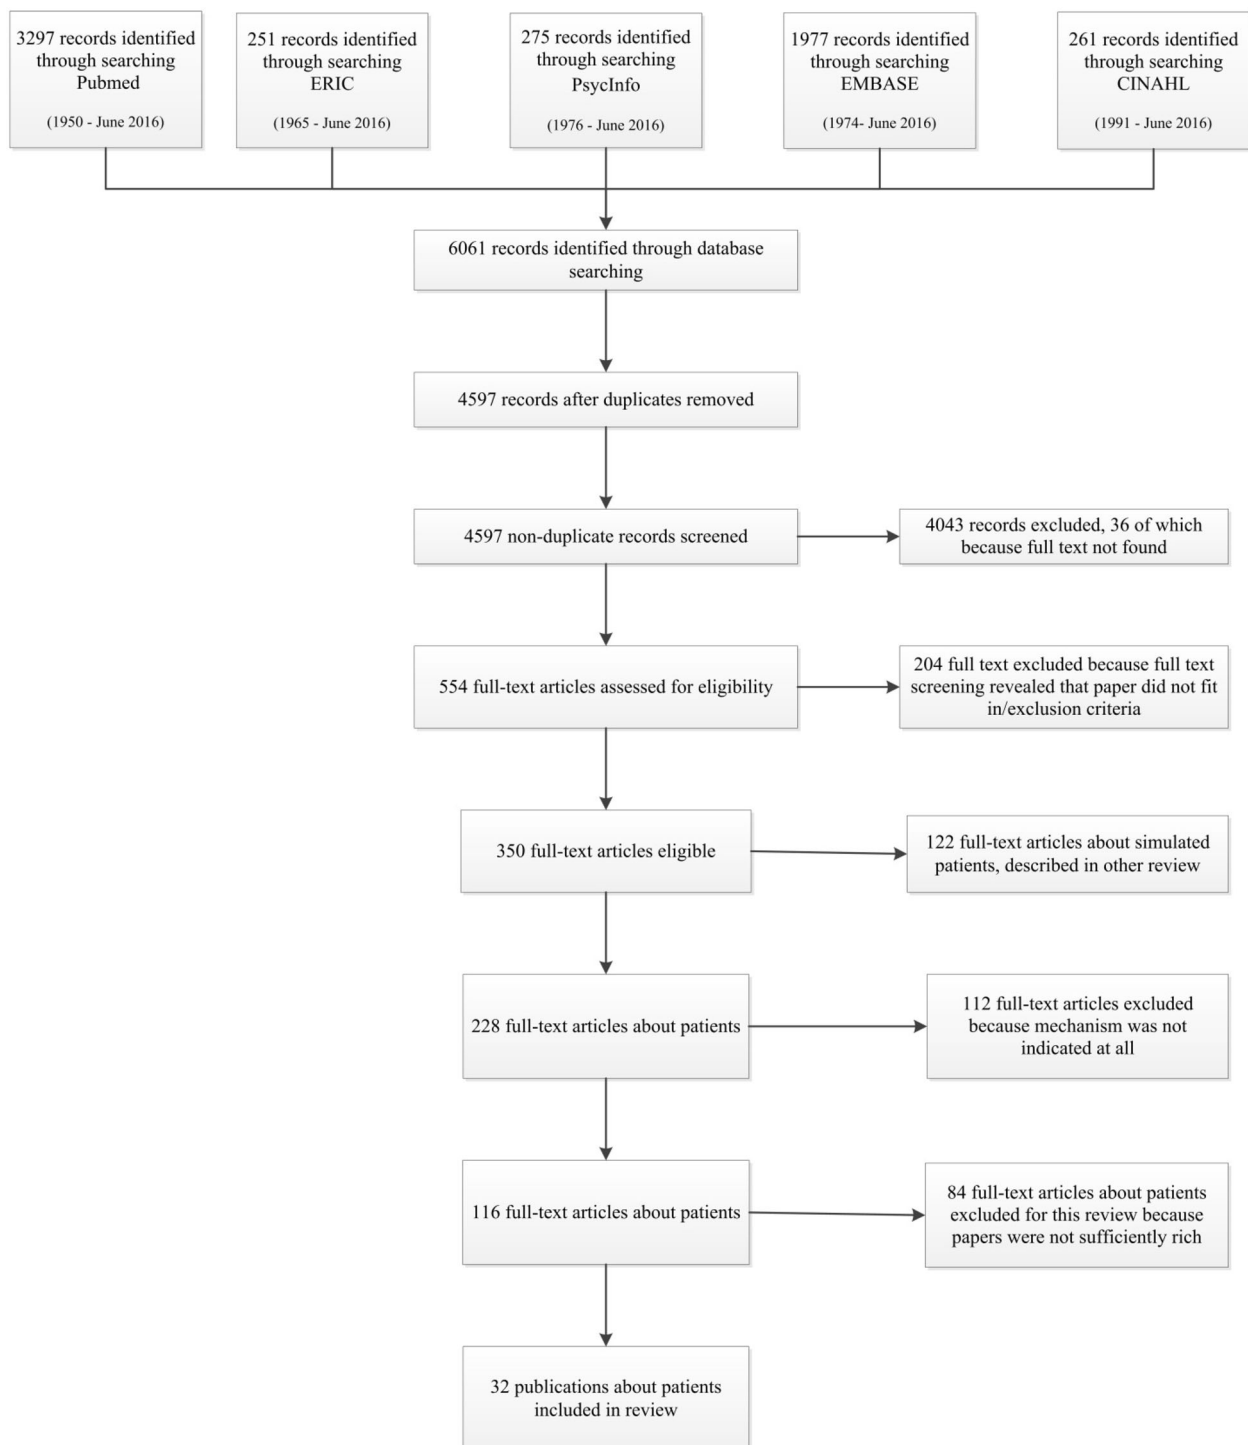 3297 records identified
through searching
Pubmed
(1950 - June 2016)
251 records identified
through searching
ERIC
(1965 - June 2016)
275 records identified
through searching
PsycInfo
(1976 - June 2016)
1977 records identified
through searching
EMBASE
(1974- June 2016)
261 records identified
through searching
CINAHL
(1991 - June 2016)
6061 records identified through database
searching
4597 records after duplicates removed
4597 non-duplicate records screened
4043 records excluded, 36 of which
because full text not found
554 full-text articles assessed for eligibility
204 full text excluded because full text
screening revealed that paper did not fit
in/exclusion criteria
350 full-text articles eligible
122 full-text articles about simulated
patients, described in other review
228 full-text articles about patients
112 full-text articles excluded
because mechanism was not
indicated at all
116 full-text articles about patients
84 full-text articles about patients
excluded for this review because
papers were not sufficiently rich
32 publications about patients
included in review